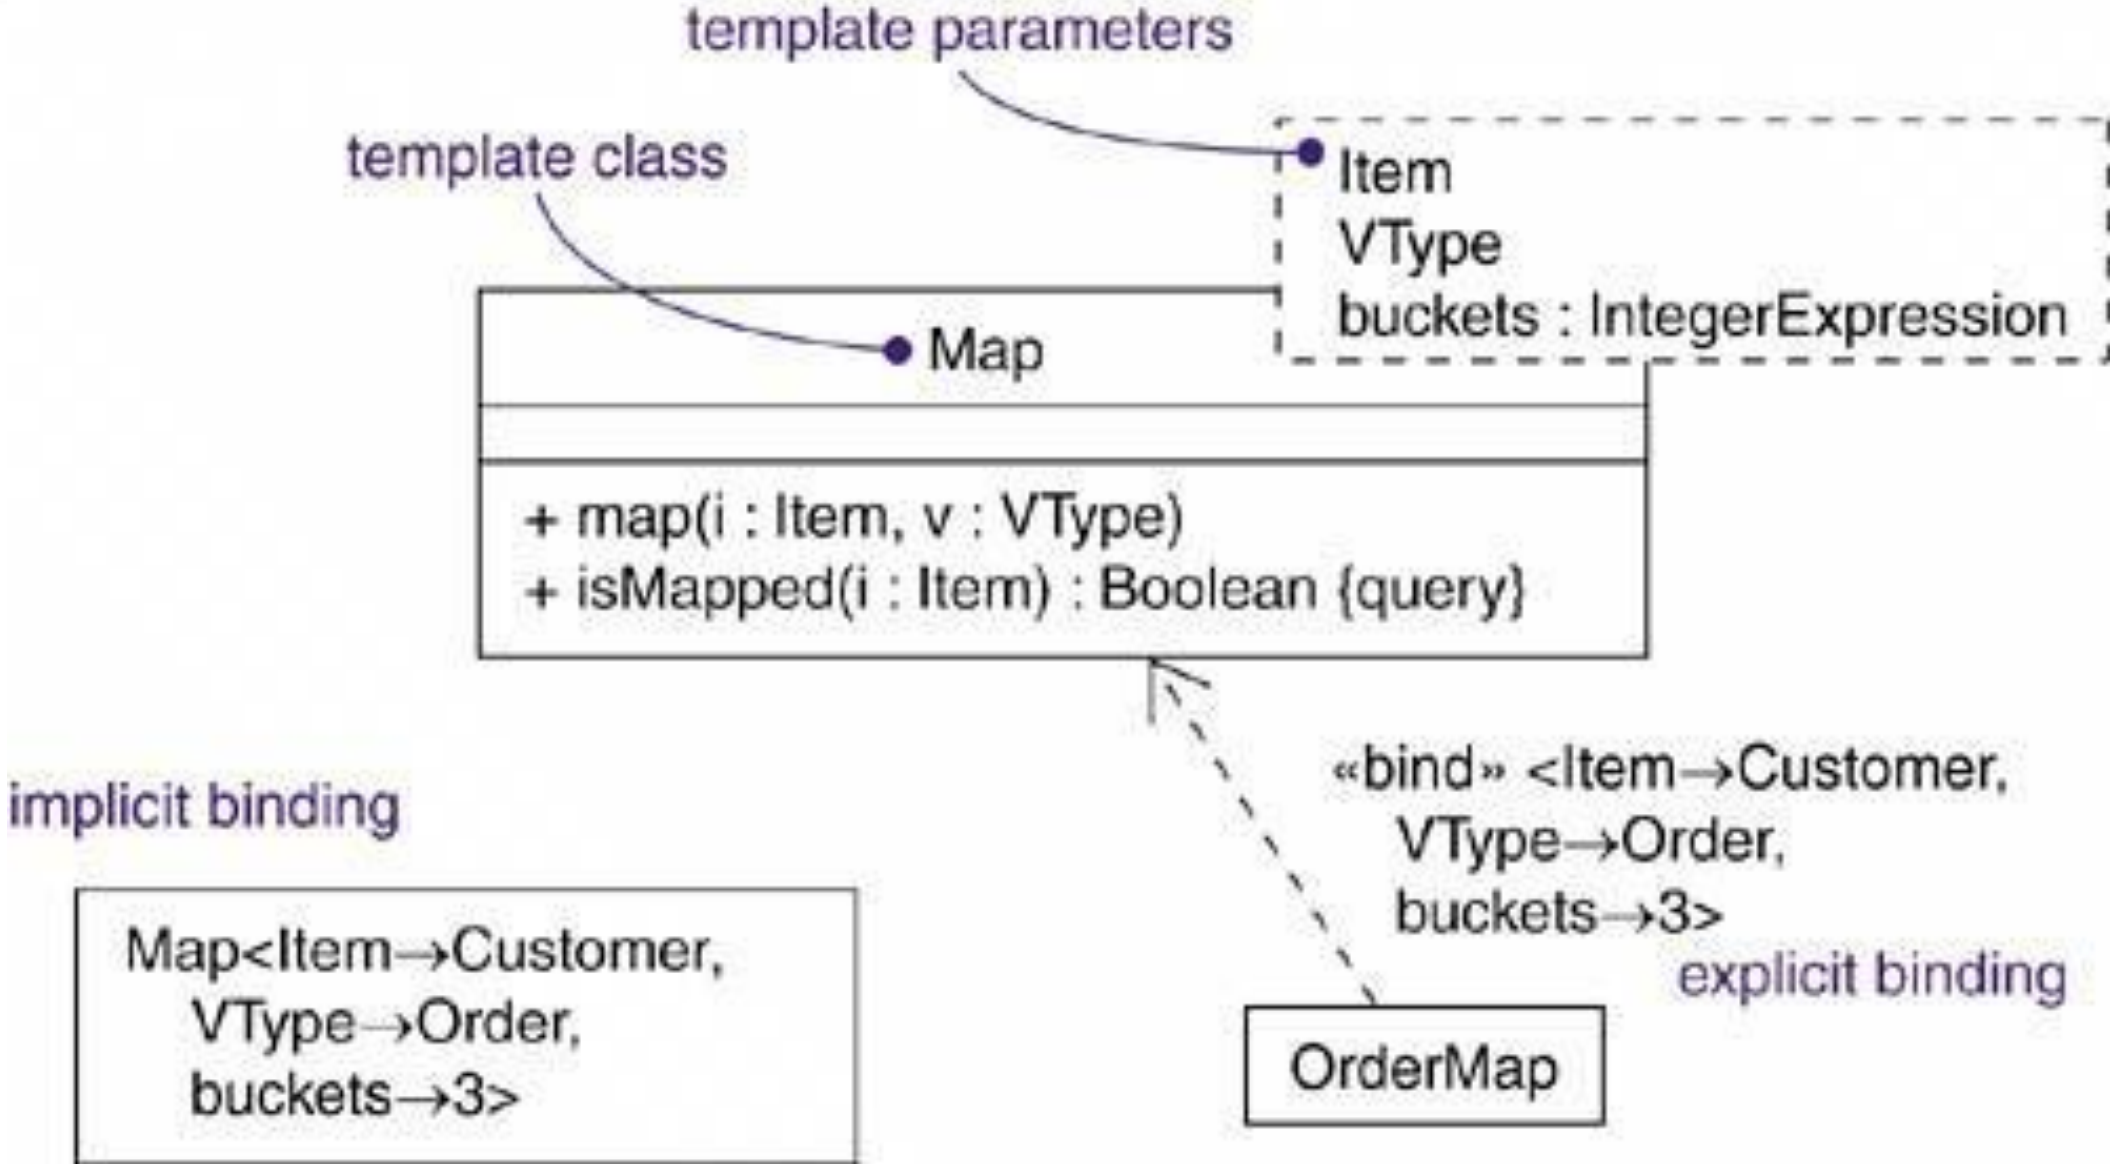 template parameters
template class
Item
VType
buckets : IntegerExpression
Map
+ map(i : Item, v : VType)
+ isMapped(i : Item) : Boolean {query}
implicit binding
Map<Item→Customer,
VType→Order,
buckets→3>
«bind» <Item→Customer,
VType→Order,
buckets→3>
explicit binding
OrderMap